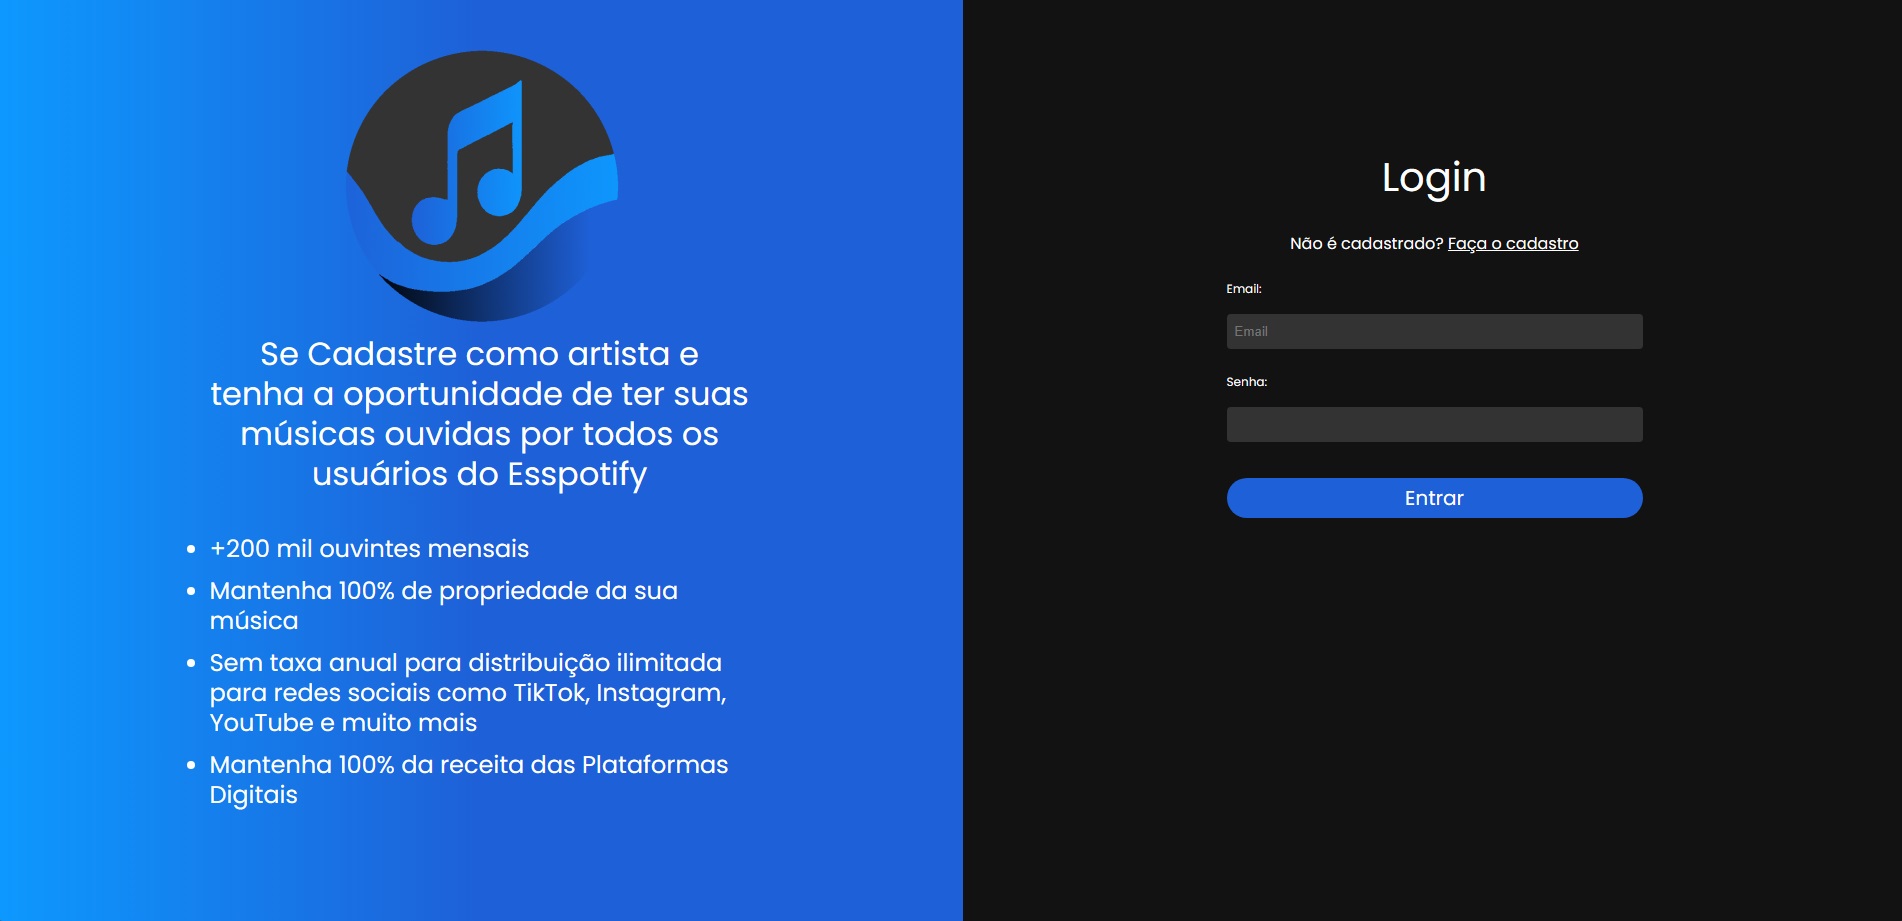 Se Cadastre como artista e
tenha a oportunidade de ter suas
músicas ouvidas por todos os
usuários do Esspotify
+200 mil ouvintes mensais
Mantenha 100% de propriedade da sua
música
Sem taxa anual para distribuição ilimitada
para redes sociais como TikTok, Instagram,
YouTube e muito mais
Mantenha 100% da receita das Plataformas
Digitais
Login
Não é cadastrado? Faça o cadastro
Email:
Email
Senha:
Entrar